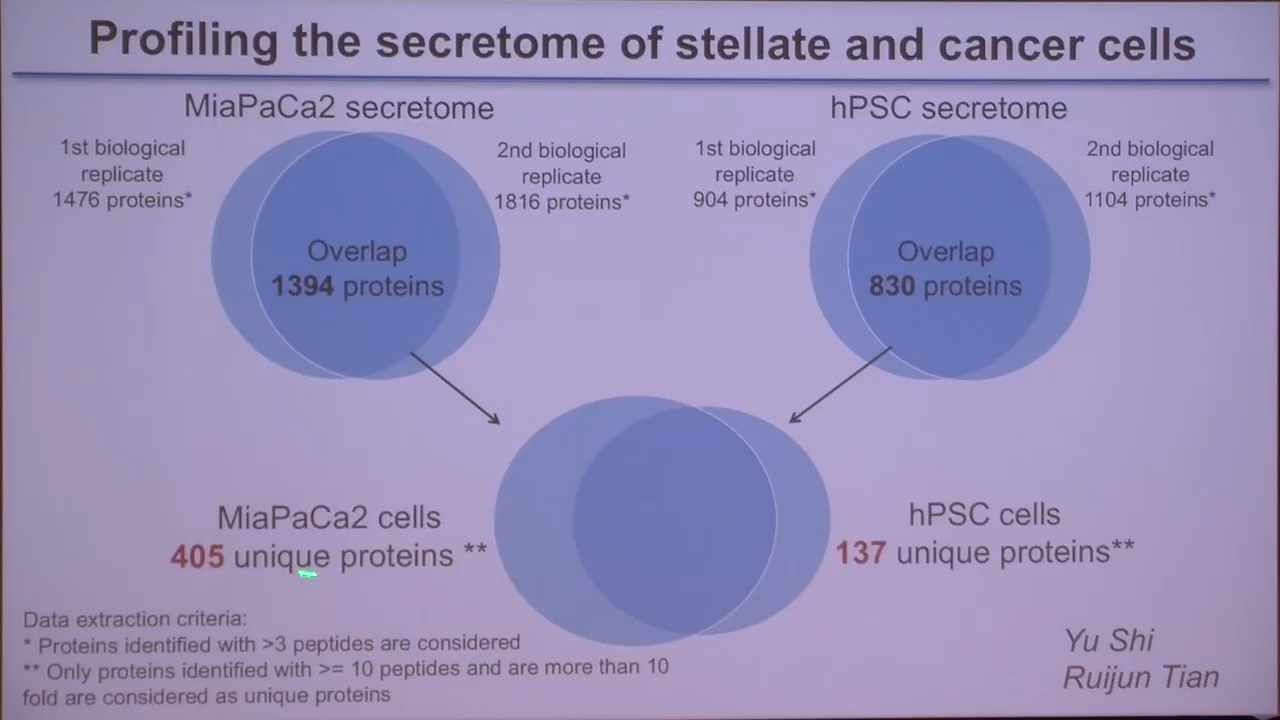 Profiling the secretome of stellate and cancer cells
MiaPaCa2 secretome
1st biological
replicate
1476 proteins*
2nd biological
replicate
1816 proteins*
Overlap
1394 proteins
hPSC secretome
1st biological
replicate
904 proteins*
2nd biological
replicate
1104 proteins*
Overlap
830 proteins
MiaPaCa2 cells
405 unique proteins **
hPSC cells
137 unique proteins**
Data extraction criteria:
* Proteins identified with >3 peptides are considered
** Only proteins identified with >= 10 peptides and are more than 10
fold are considered as unique proteins
Yu Shi
Ruijun Tian